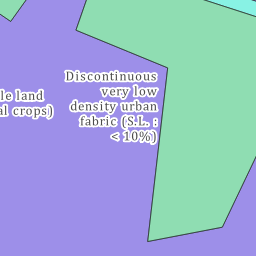 Discontinuous
very low
density urban
fabric (S.L. :
< 10%)
le land
al crops)